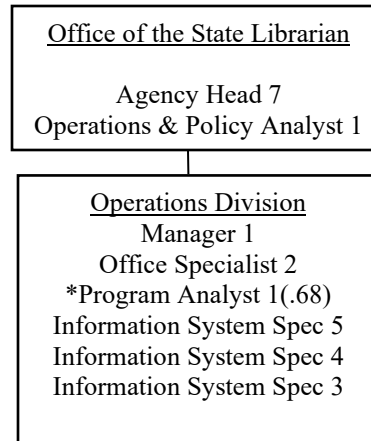 Office of the State Librarian
Agency Head 7
Operations & Policy Analyst 1
Operations Division
Manager 1
Office Specialist 2
*Program Analyst 1(.68)
Information System Spec 5
Information System Spec 4
Information System Spec 3